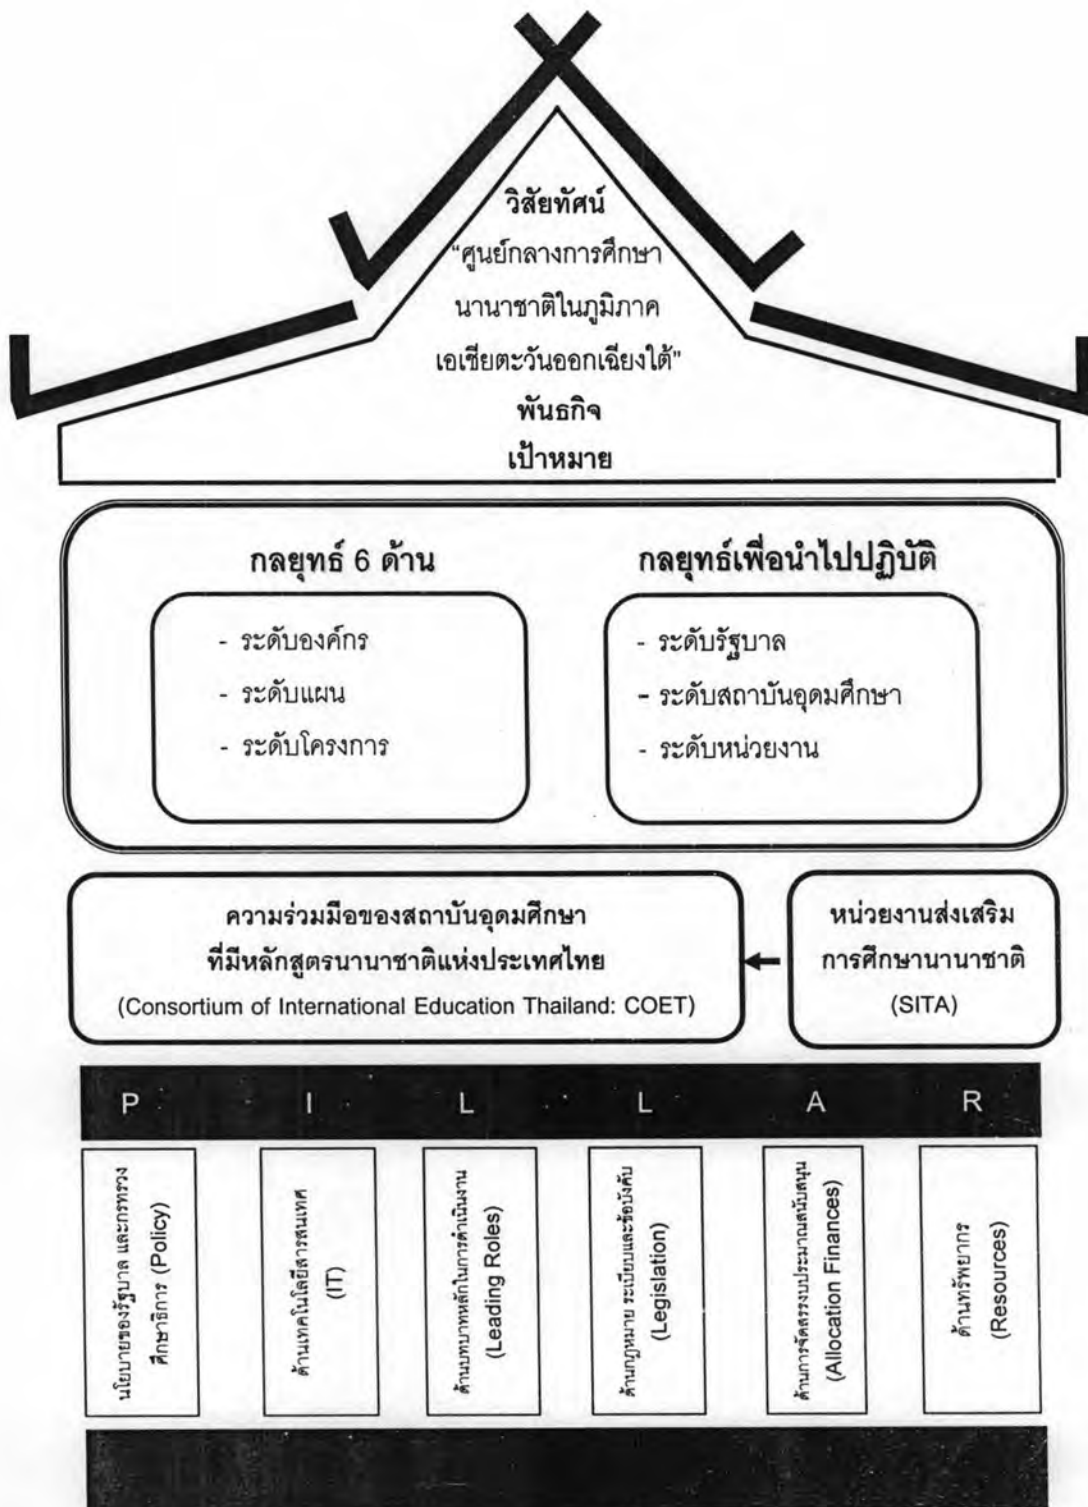 วิสัยทัศน์
“ศูนย์กลางการศึกษา
นานาชาติในภูมิภาค
เอเชียตะวันออกเฉียงใต้”
พันธกิจ
เป้าหมาย
กลยุทธ์ 6 ด้าน
- ระดับองค์กร
- ระดับแผน
- ระดับโครงการ
กลยุทธ์เพื่อนำไปปฏิบัติ
- ระดับรัฐบาล
- ระดับสถาบันอุดมศึกษา
- ระดับหน่วยงาน
ความร่วมมือของสถาบันอุดมศึกษา
ที่มีหลักสูตรนานาชาติแห่งประเทศไทย
(Consortium of International Education Thailand: COET)
หน่วยงานส่งเสริม
การศึกษานานาชาติ
(SITA)
P I L L A R
นโยบายของรัฐบาล และกระทรวง
ศึกษาธิการ (Policy)
ด้านเทคโนโลยีสารสนเทศ
(IT)
ด้านบทบาทหลักในการดำเนินงาน
(Leading Roles)
ด้านกฎหมาย ระเบียบและข้อบังคับ
(Legislation)
ด้านการจัดสรรงบประมาณสนับสนุน
(Allocation Finances)
ด้านทรัพยากร
(Resources)